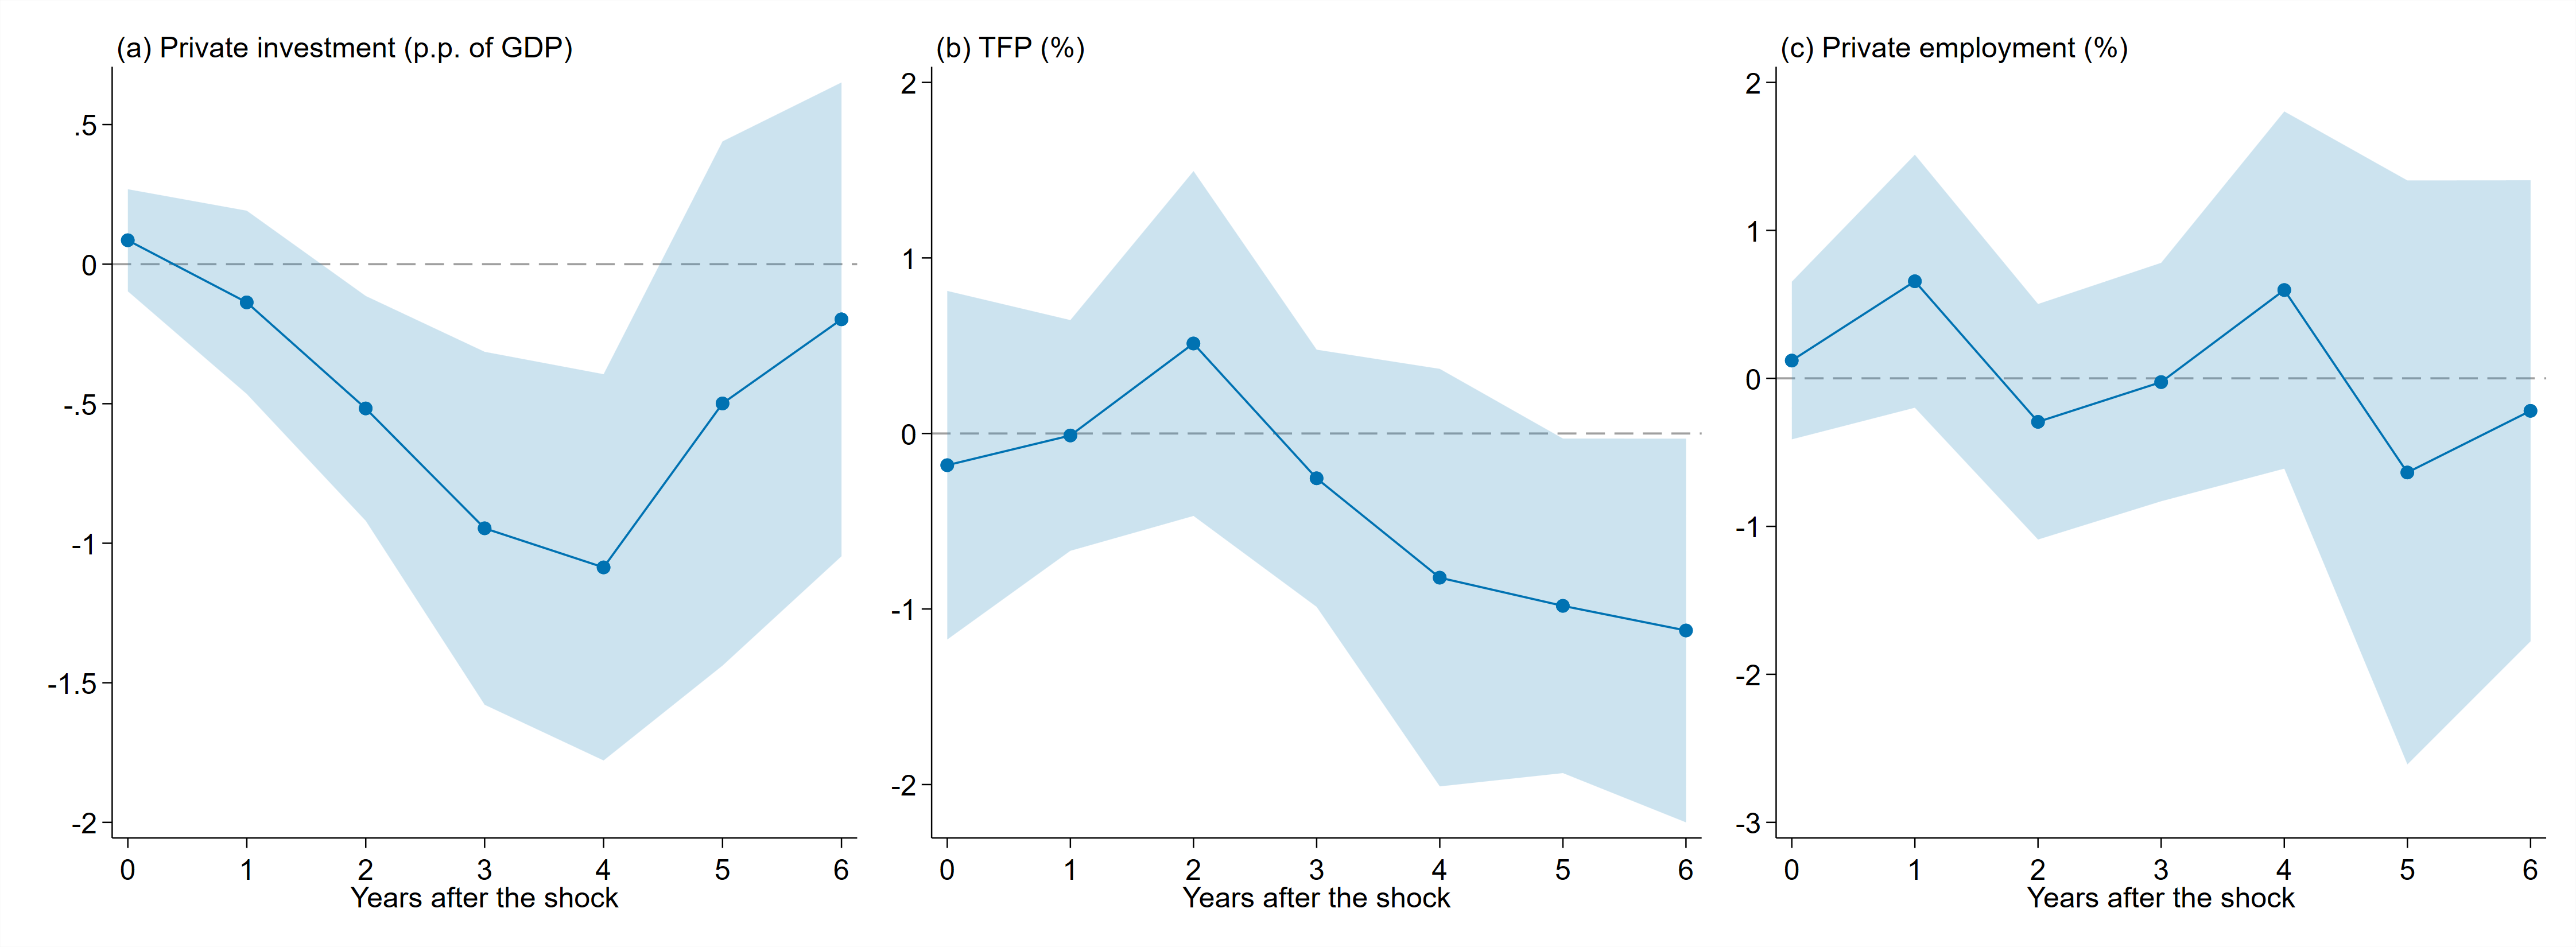 (a) Private investment (p.p. of GDP)
.5
0
-.5
-1
-1.5
-2
0 1 2 3 4 5 6
Years after the shock
(b) TFP (%)
2
1
0
-1
-2
0 1 2 3 4 5 6
Years after the shock
(c) Private employment (%)
2
1
0
-1
-2
-3
0 1 2 3 4 5 6
Years after the shock